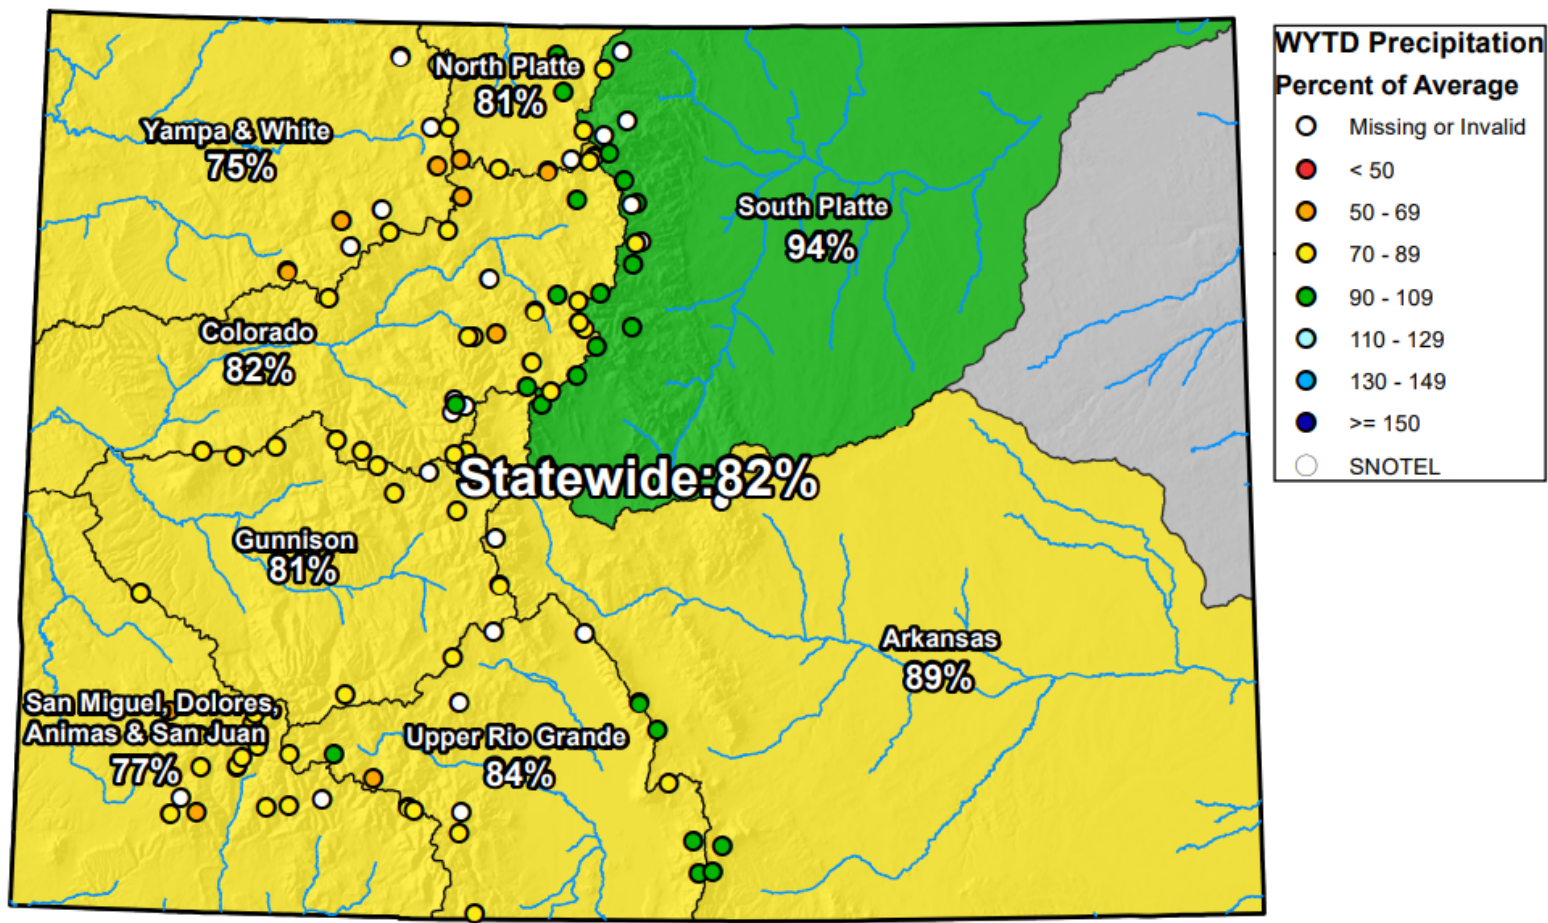 North Platte
81%
Yampa & White
75%
South Platte
94%
Colorado
82%
Statewide:82%
Gunnison
81%
Arkansas
89%
San Miguel, Dolores,
Animas & San Juan
77%
Upper Rio Grande
84%
WYTD Precipitation
Percent of Average
Missing or Invalid
< 50
50 - 69
70 - 89
90 - 109
110 - 129
130 - 149
>= 150
SNOTEL